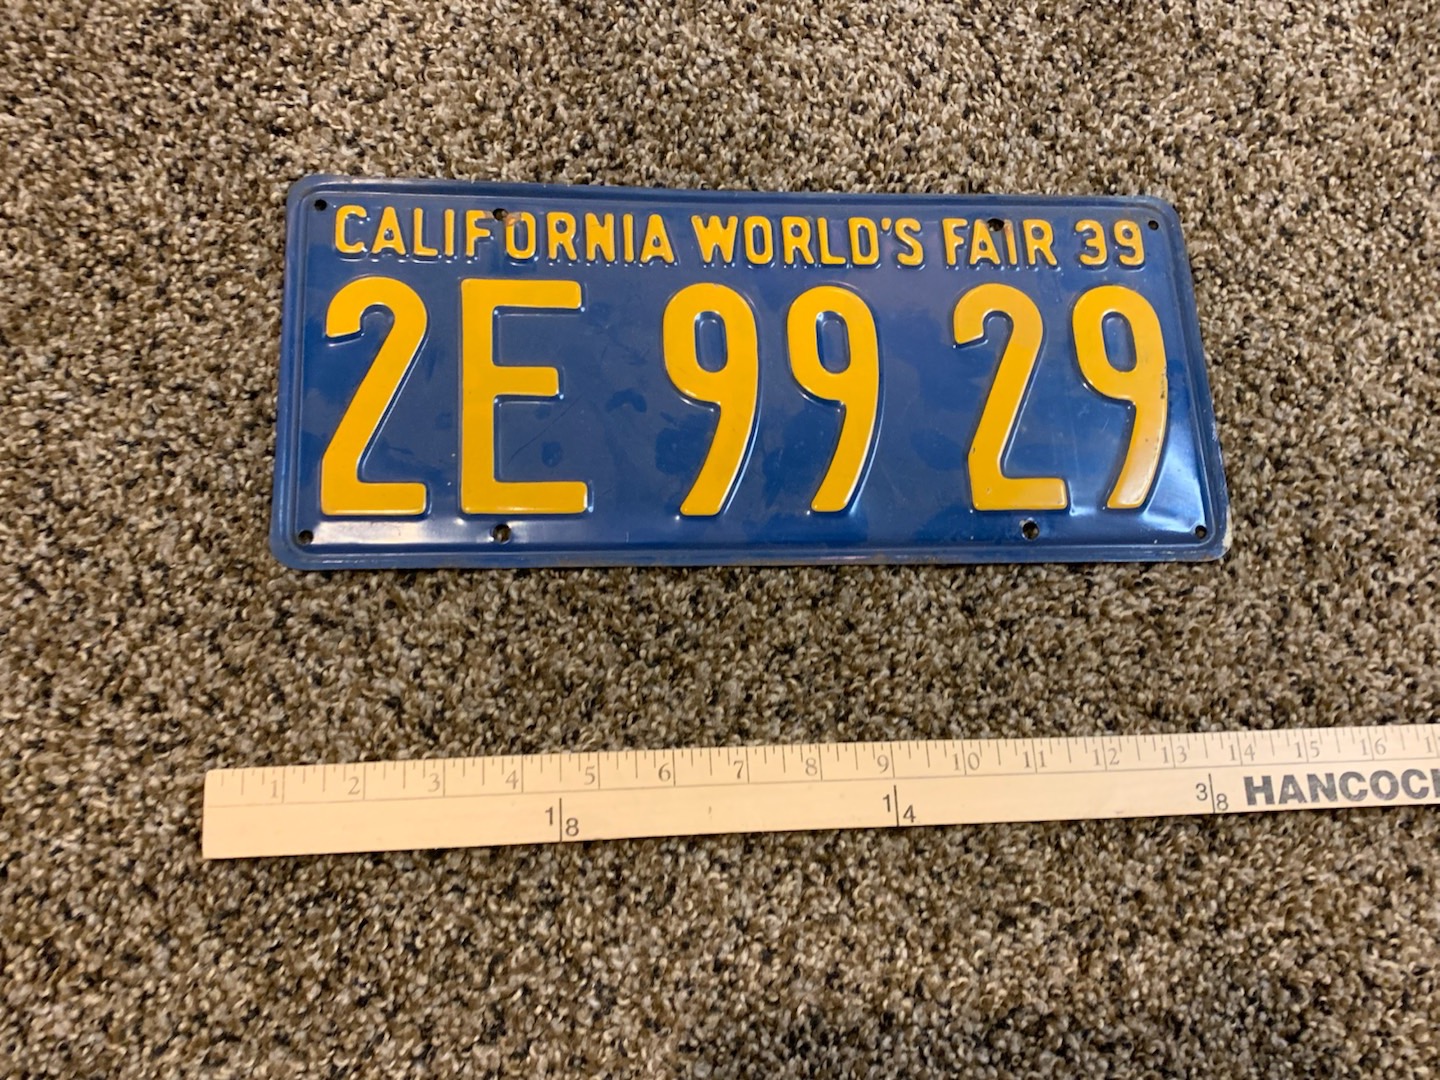 CALIFORNIA WORLD'S FAIR 39
2E 99 29
1 2 3 4 5 6 7 8 9 10 11 12 13 14 15 16
1|8 1|4 3|8 HANCOC